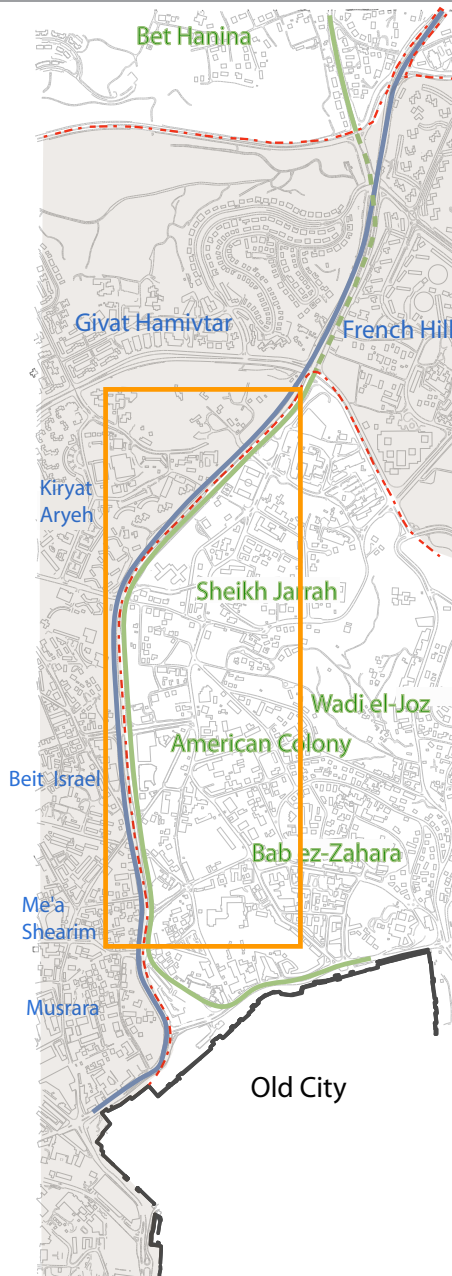 Bet Hanina
Givat Hamivtar
French Hill
Kiryat
Aryeh
Sheikh Jarrah
Wadi el-Joz
American Colony
Beit Israel
Bab ez-Zahara
Me'a
Shearim
Musrara
Old City